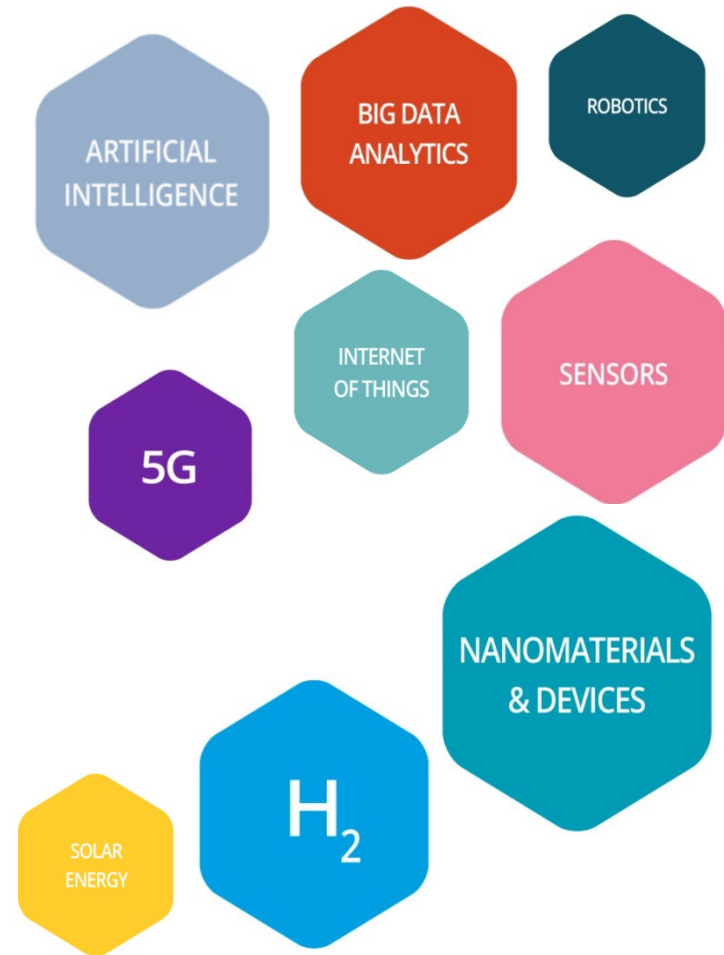 ARTIFICIAL
INTELLIGENCE
BIG DATA
ANALYTICS
ROBOTICS
INTERNET
OF THINGS
SENSORS
5G
NANOMATERIALS
& DEVICES
H₂
SOLAR
ENERGY